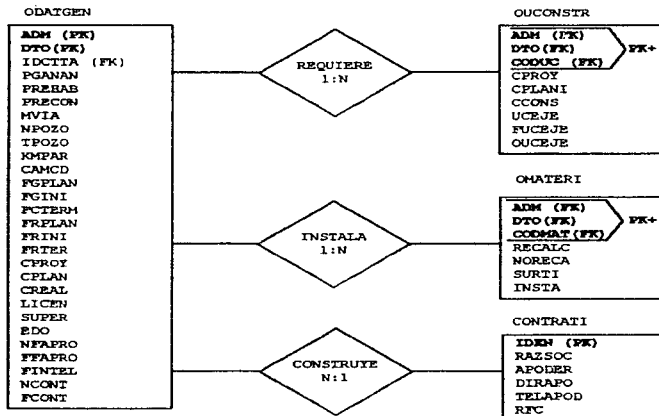 ODATGEN
ADM (PK)
DTO(PK)
IDCTTA (FK)
PGANAN
PREHAB
PRECON
MVIA
NPOZO
TPOZO
KMPAR
CAMCD
FGPLAN
FGINI
PCTERM
FRPLAN
FRINI
FRTER
CPROY
CPLAN
CREAL
LICEN
SUPER
EDO
NFAPRO
FFAPRO
FINTEL
NCONT
FCONT
REQUIERE
1:N
INSTALA
1:N
CONSTRUYE
N:1
OUCONSTR
ADM (FK)
DTO(FK)
CODUC (FK)
PK+
CPROY
CPLANI
CCONS
UCEJE
FUCEJE
OUCEJE
OMATERI
ADM (FK)
DTO(FK)
CODMAT(FK)
PK+
RECALC
NORECA
SURTI
INSTA
CONTRATI
IDEN (PK)
RAZSOC
APODER
DIRAPO
TELAPOD
RFC